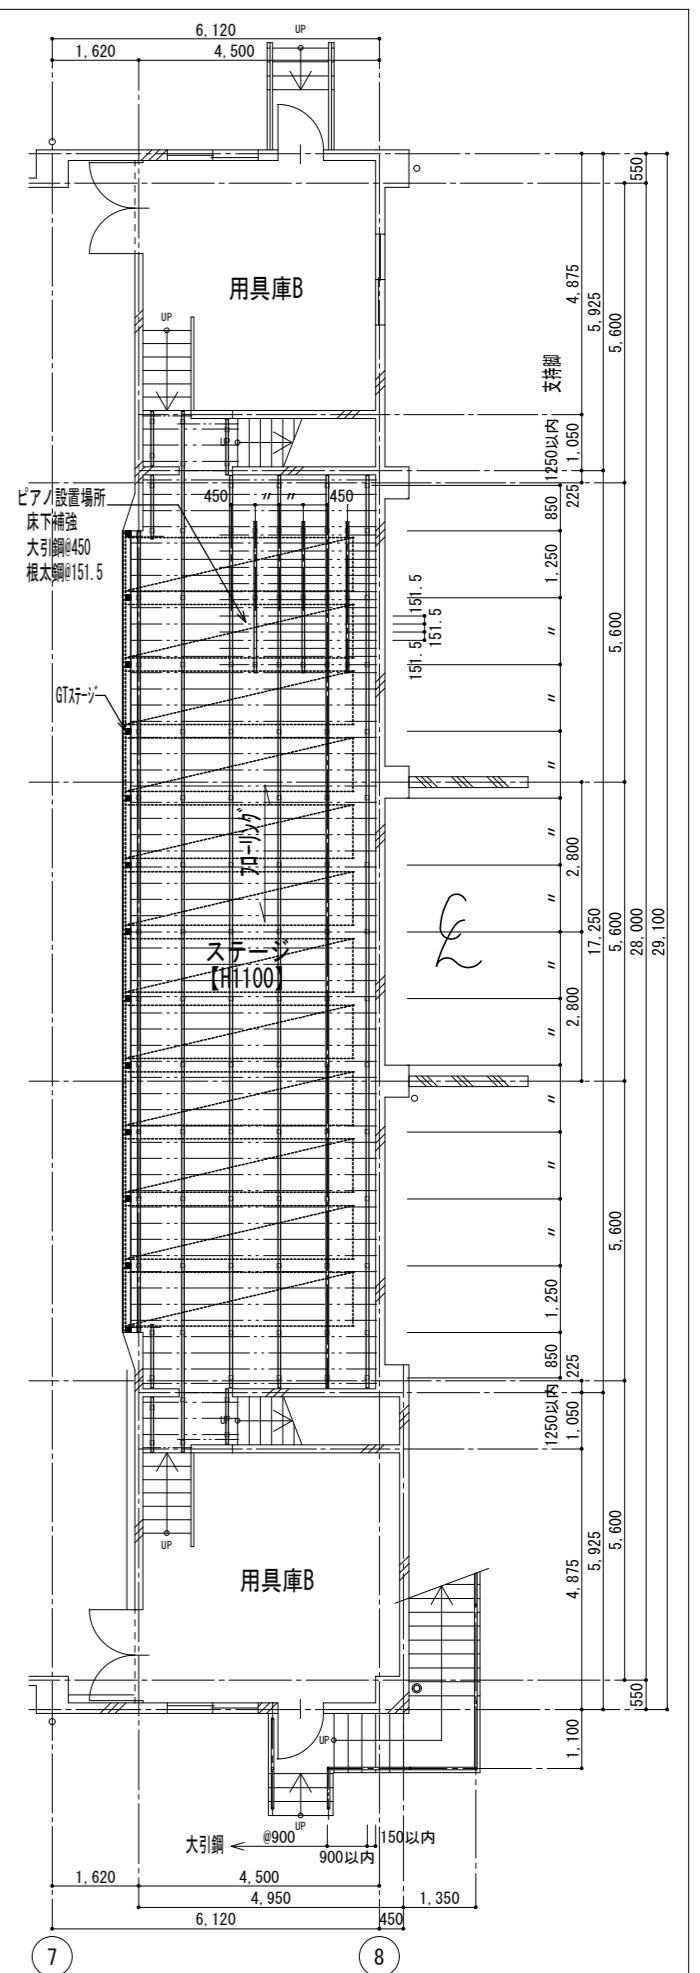 6,120
UP
1,620
4,500
550
用具庫B
4,875
5,925
5,600
UP
支持脚
UP
1250以内
1,050
ピアノ設置場所
床下補強
大引鋼@450
根太鋼@151.5
450
〃
〃
450
225
850
1,250
151.5
151.5
151.5
5,600
〃
GTステージ
〃
〃
フローリング
〃
2,800
〃
ステージ
【H1100】
CL
17,250
5,600
28,000
29,100
〃
2,800
〃
〃
〃
5,600
〃
1,250
850
225
UP
1250以内
1,050
UP
用具庫B
4,875
5,925
5,600
550
UP
1,100
UP
大引鋼
@900
150以内
900以内
1,620
4,500
4,950
1,350
6,120
450
7
8